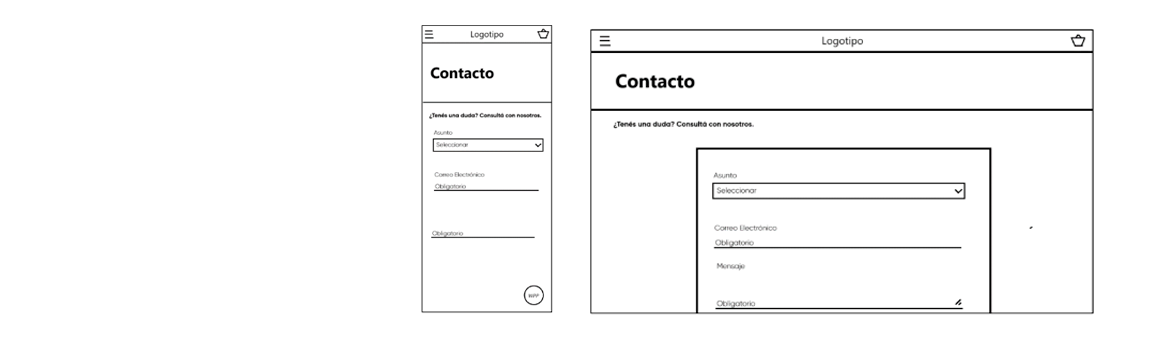 Logotipo
Contacto
¿Tenés una duda? Consultá con nosotros.
Asunto
Seleccionar
Correo Electrónico
Obligatorio
Obligatorio
WPP
Logotipo
Contacto
¿Tenés una duda? Consultá con nosotros.
Asunto
Seleccionar
Correo Electrónico
Obligatorio
Mensaje
Obligatorio